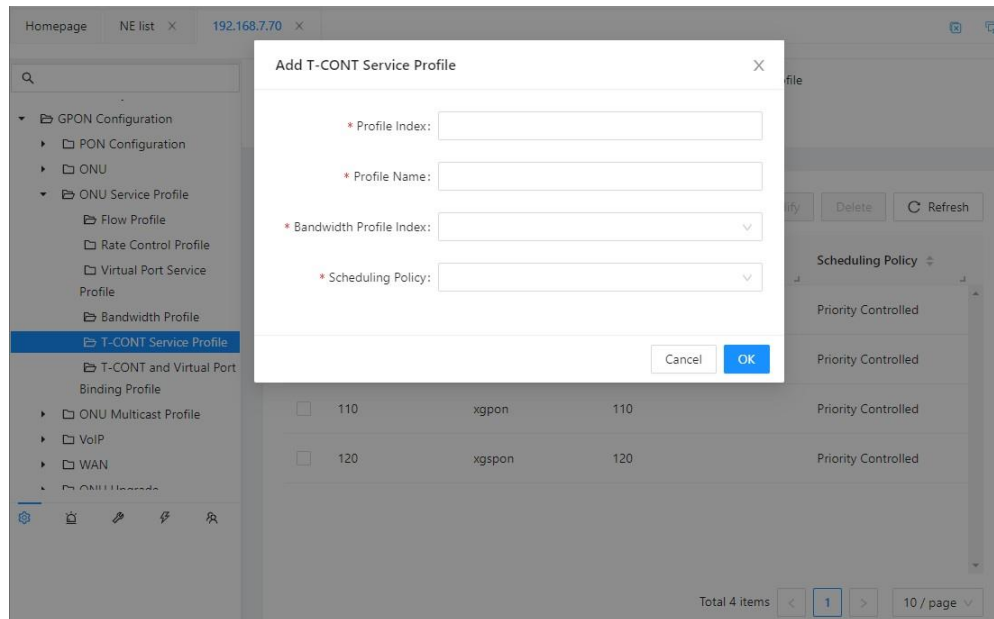 Homepage
NE list
192.168.7.70
Add T-CONT Service Profile
file
GPON Configuration
PON Configuration
ONU
ONU Service Profile
Flow Profile
Rate Control Profile
Virtual Port Service
Profile
Bandwidth Profile
T-CONT Service Profile
T-CONT and Virtual Port
Binding Profile
ONU Multicast Profile
VoIP
WAN
ONU Upgrade
* Profile Index:
* Profile Name:
* Bandwidth Profile Index:
* Scheduling Policy:
Cancel
OK
Delete
Refresh
Scheduling Policy
Priority Controlled
Priority Controlled
110 xgpon 110 Priority Controlled
120 xgspon 120 Priority Controlled
Total 4 items < 1 > 10 / page